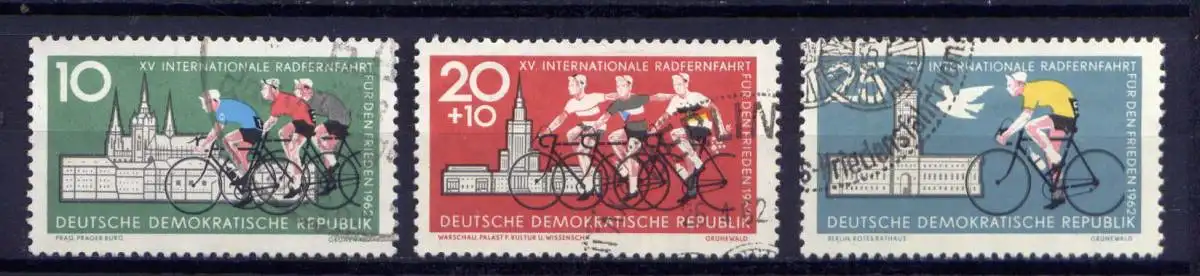 10
XV. INTERNATIONALE RADFERNFAHRT
FÜR DEN FRIEDEN 1962
DEUTSCHE DEMOKRATISCHE REPUBLIK
PRAG, PRAGER BURG
GRÜNEWALD
20
+10
XV. INTERNATIONALE RADFERNFAHRT
FÜR DEN FRIEDEN 1962
DEUTSCHE DEMOKRATISCHE REPUBLIK
WARSCHAU, PALAST F. KULTUR U. WISSENSCH.
GRÜNEWALD
XV. INTERNATIONALE RADFERNFAHRT
FÜR DEN FRIEDEN 1962
DEUTSCHE DEMOKRATISCHE REPUBLIK
BERLIN, ROTES RATHAUS
GRÜNEWALD